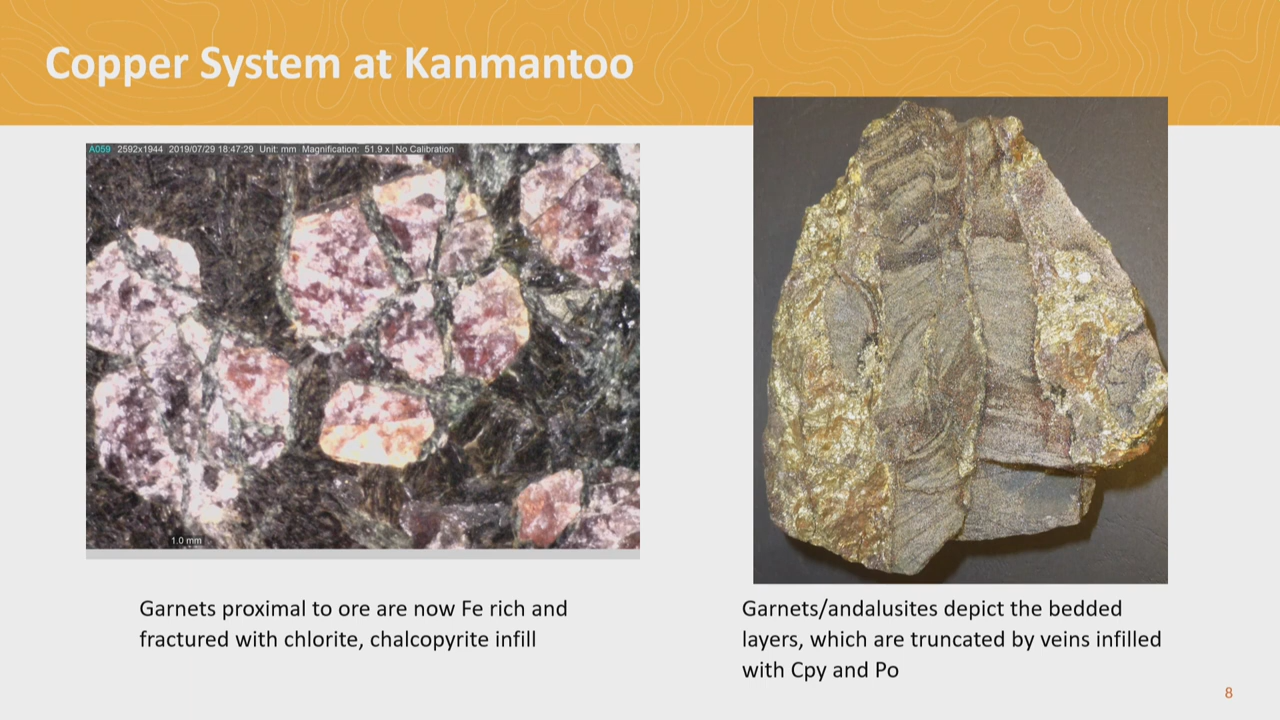 Copper System at Kanmantoo
A059 2592x1944 2019/07/29 18:47:29 Unit: mm Magnification: 51.9 x No Calibration
1.0 mm
Garnets proximal to ore are now Fe rich and
fractured with chlorite, chalcopyrite infill
Garnets/andalusites depict the bedded
layers, which are truncated by veins infilled
with Cpy and Po
8